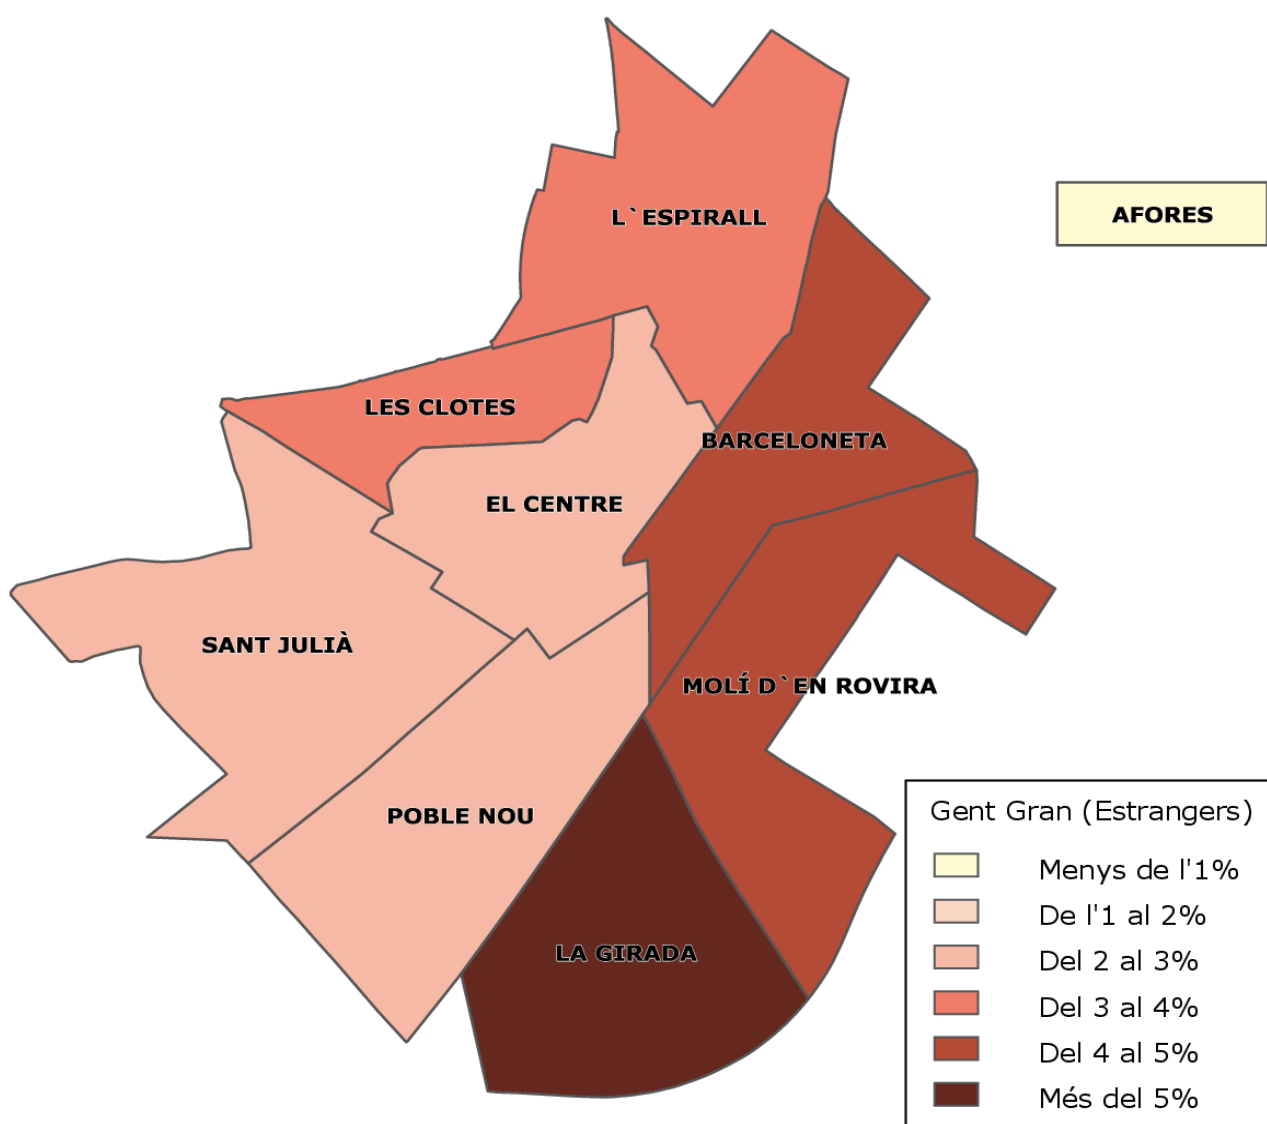 L`ESPIRALL
AFORES
LES CLOTES
BARCELONETA
EL CENTRE
SANT JULIÀ
MOLÍ D`EN ROVIRA
POBLE NOU
LA GIRADA
Gent Gran (Estrangers)
Menys de l'1%
De l'1 al 2%
Del 2 al 3%
Del 3 al 4%
Del 4 al 5%
Més del 5%